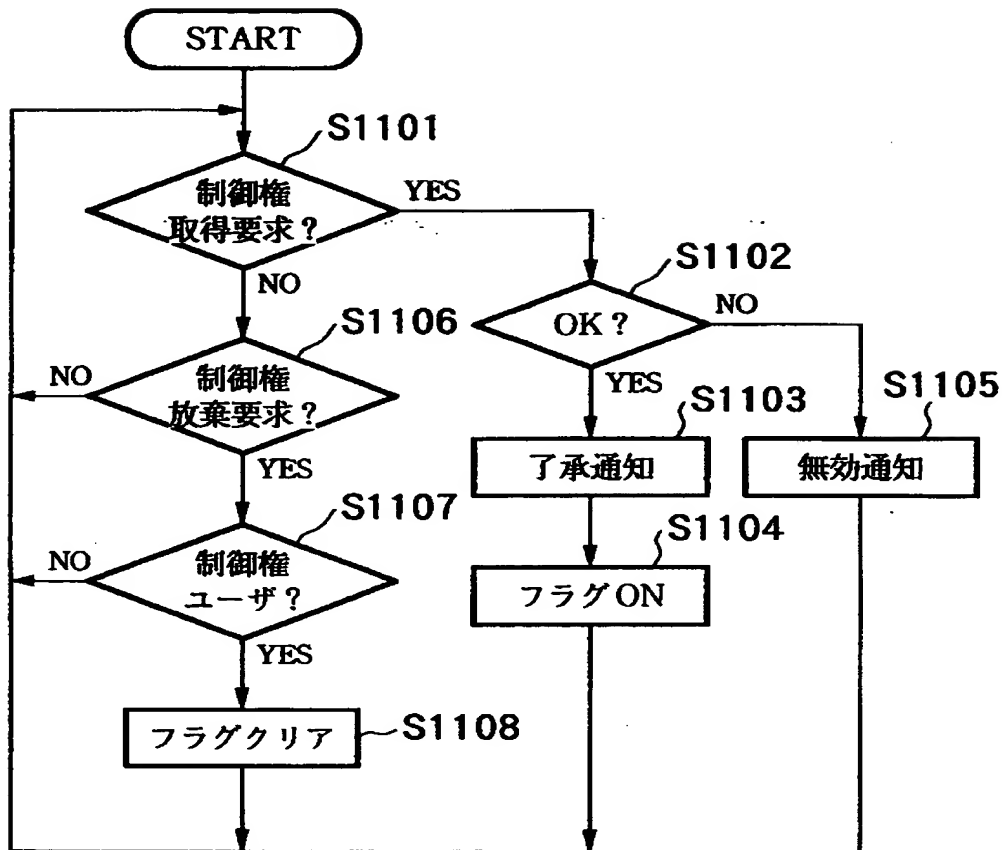 START
S1101
制御権
取得要求？
YES
NO
S1102
OK？
NO
YES
S1106
制御権
放棄要求？
NO
YES
S1103
了承通知
S1105
無効通知
S1107
制御権
ユーザ？
NO
YES
S1104
フラグON
S1108
フラグクリア